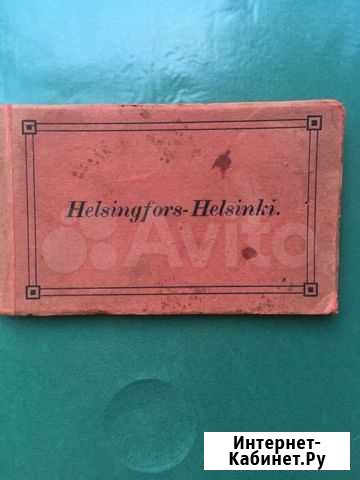 Helsingfors-Helsinki.
Avito
Интернет-
Кабинет.Ру